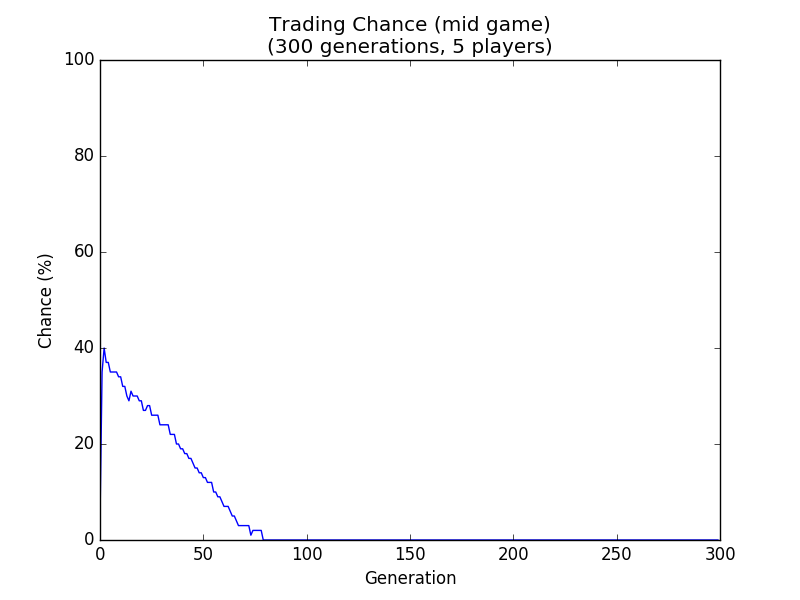 Trading Chance (mid game)
(300 generations, 5 players)
100
80
60
40
20
0
Chance (%)
0 50 100 150 200 250 300
Generation